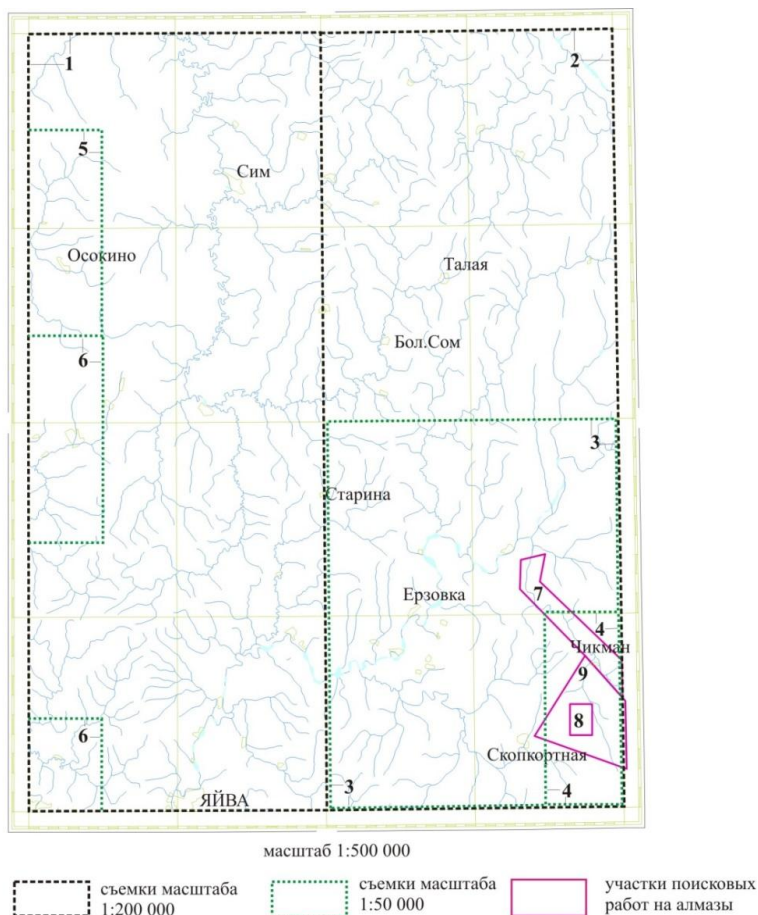 1
2
5
Сим
Осокино
Талая
Бол.Сом
6
3
Старина
7
Ерзовка
4
Чикман
9
8
6
Скопкортная
3
4
ЯЙВА
масштаб 1:500 000
съемки масштаба
1:200 000
съемки масштаба
1:50 000
участки поисковых
работ на алмазы